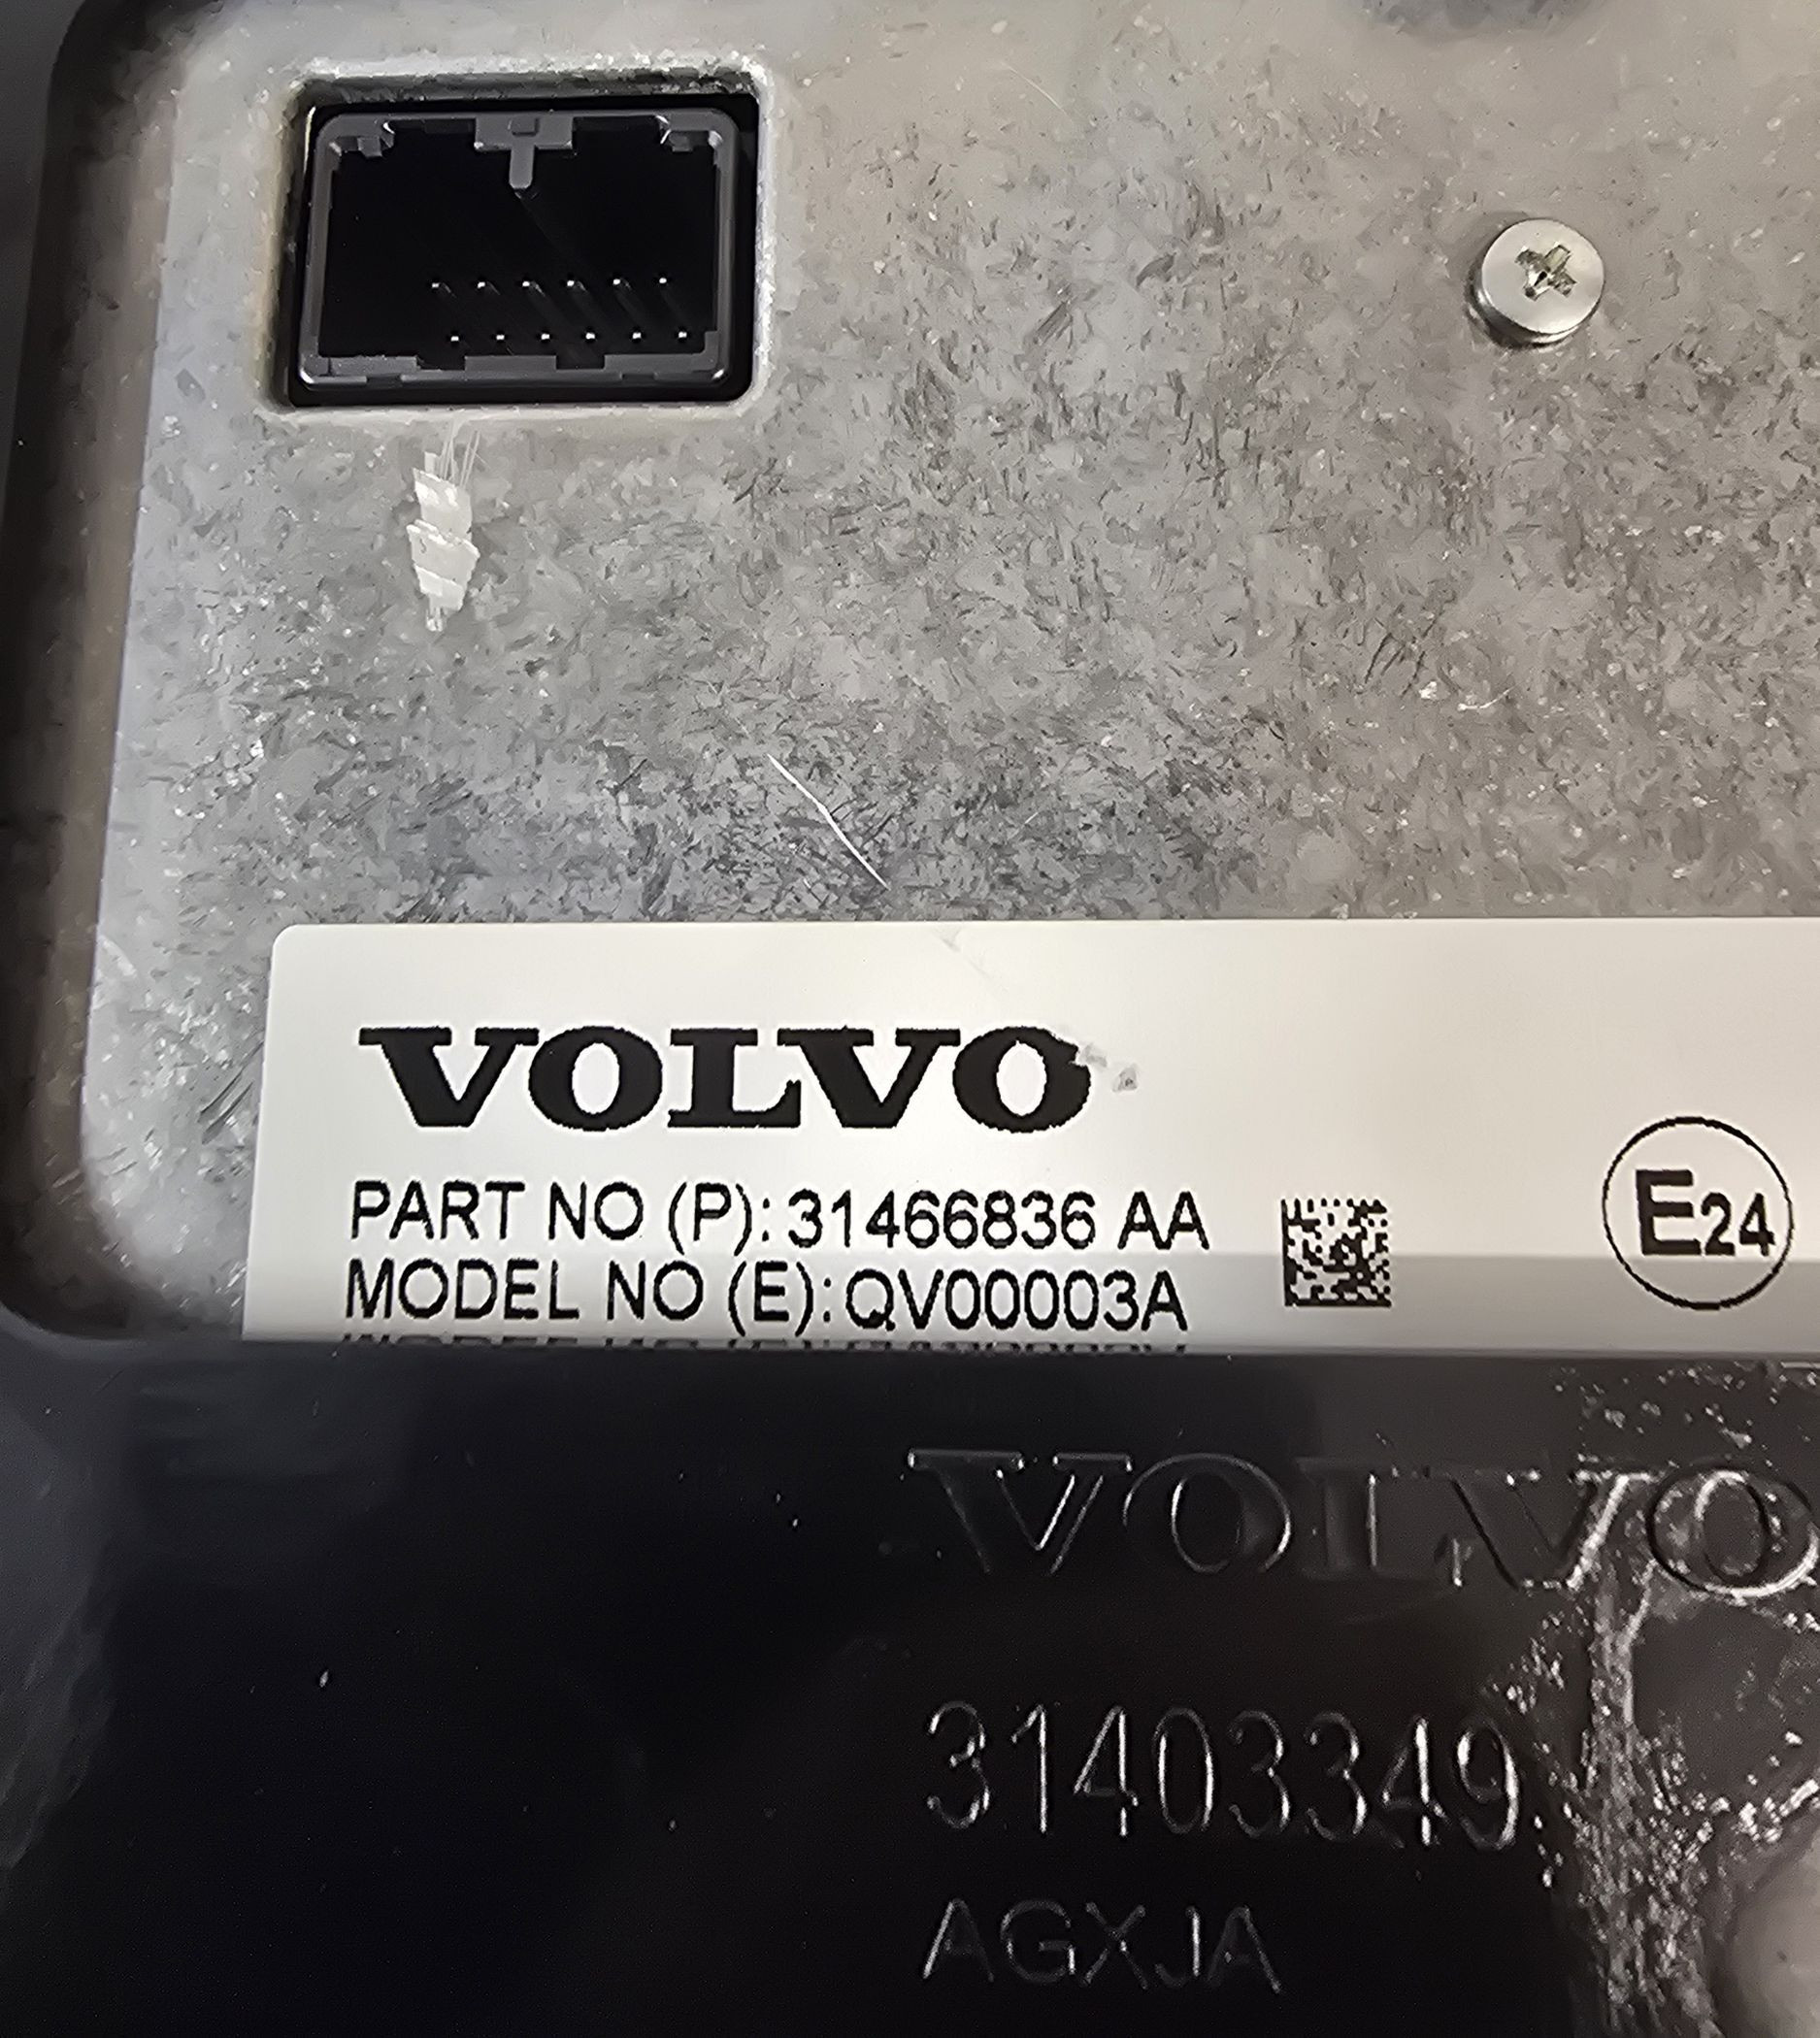 VOLVO
PART NO (P): 31466836 AA
MODEL NO (E): QV00003A
E24
VOLVO
31403349
AGXJA